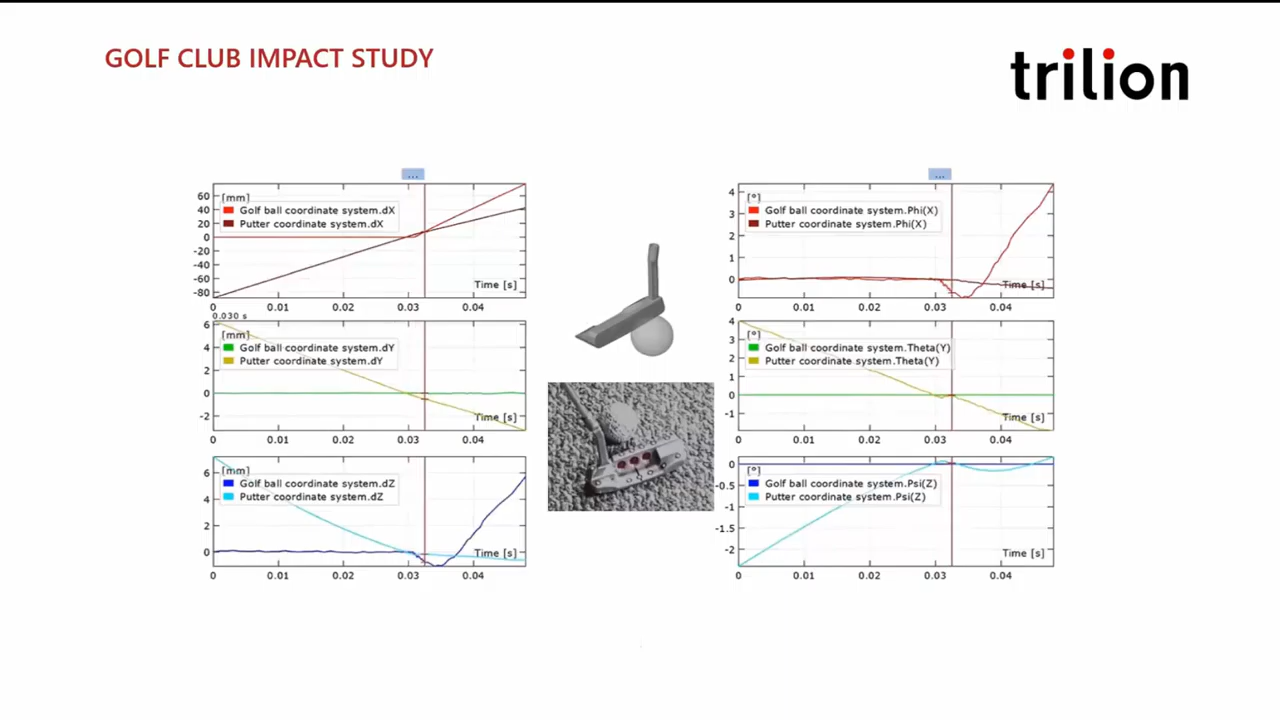 GOLF CLUB IMPACT STUDY
trilion
...
[mm]
Golf ball coordinate system.dX
Putter coordinate system.dX
60
40
20
0
-20
-40
-60
-80
Time [s]
0 0.01 0.02 0.03 0.04
0.030 s
[mm]
Golf ball coordinate system.dY
Putter coordinate system.dY
6
4
2
0
-2
Time [s]
0 0.01 0.02 0.03 0.04
[mm]
Golf ball coordinate system.dZ
Putter coordinate system.dZ
6
4
2
0
Time [s]
0 0.01 0.02 0.03 0.04
...
[°]
Golf ball coordinate system.Phi(X)
Putter coordinate system.Phi(X)
4
3
2
1
0
Time [s]
0 0.01 0.02 0.03 0.04
[°]
Golf ball coordinate system.Theta(Y)
Putter coordinate system.Theta(Y)
4
3
2
1
0
-1
Time [s]
0 0.01 0.02 0.03 0.04
[°]
Golf ball coordinate system.Psi(Z)
Putter coordinate system.Psi(Z)
0
-0.5
-1
-1.5
-2
Time [s]
0 0.01 0.02 0.03 0.04